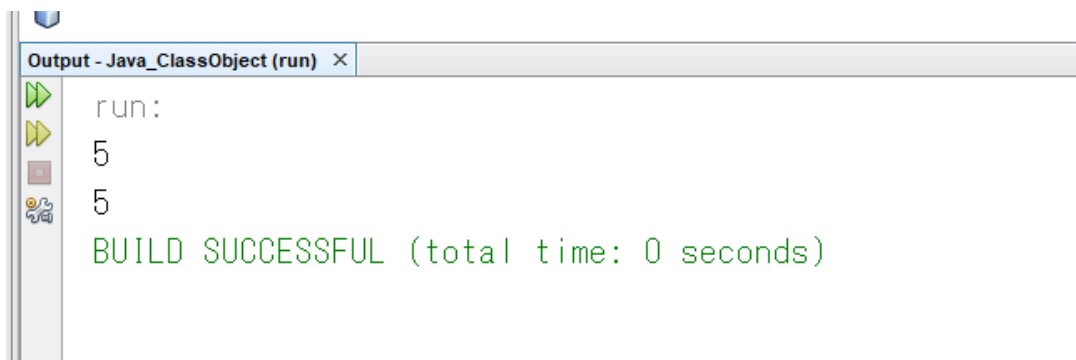 Output - Java_ClassObject (run) ×
run:
5
5
BUILD SUCCESSFUL (total time: 0 seconds)